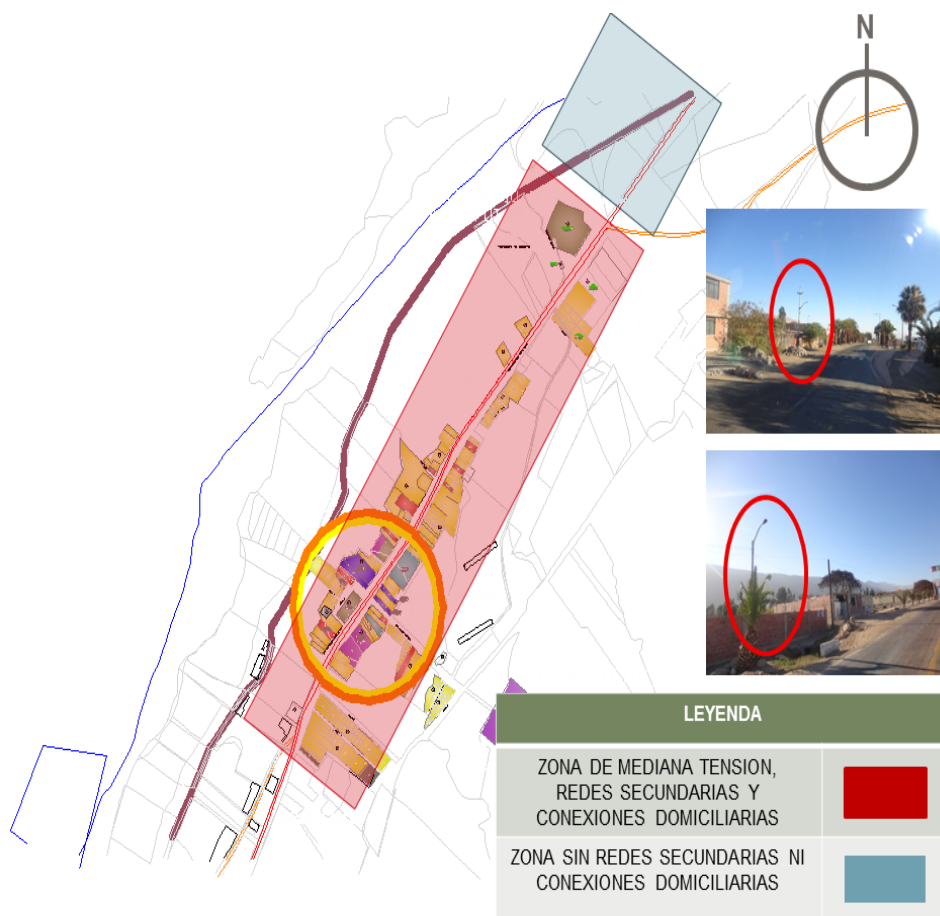 N
LEYENDA
ZONA DE MEDIANA TENSION,
REDES SECUNDARIAS Y
CONEXIONES DOMICILIARIAS
ZONA SIN REDES SECUNDARIAS NI
CONEXIONES DOMICILIARIAS